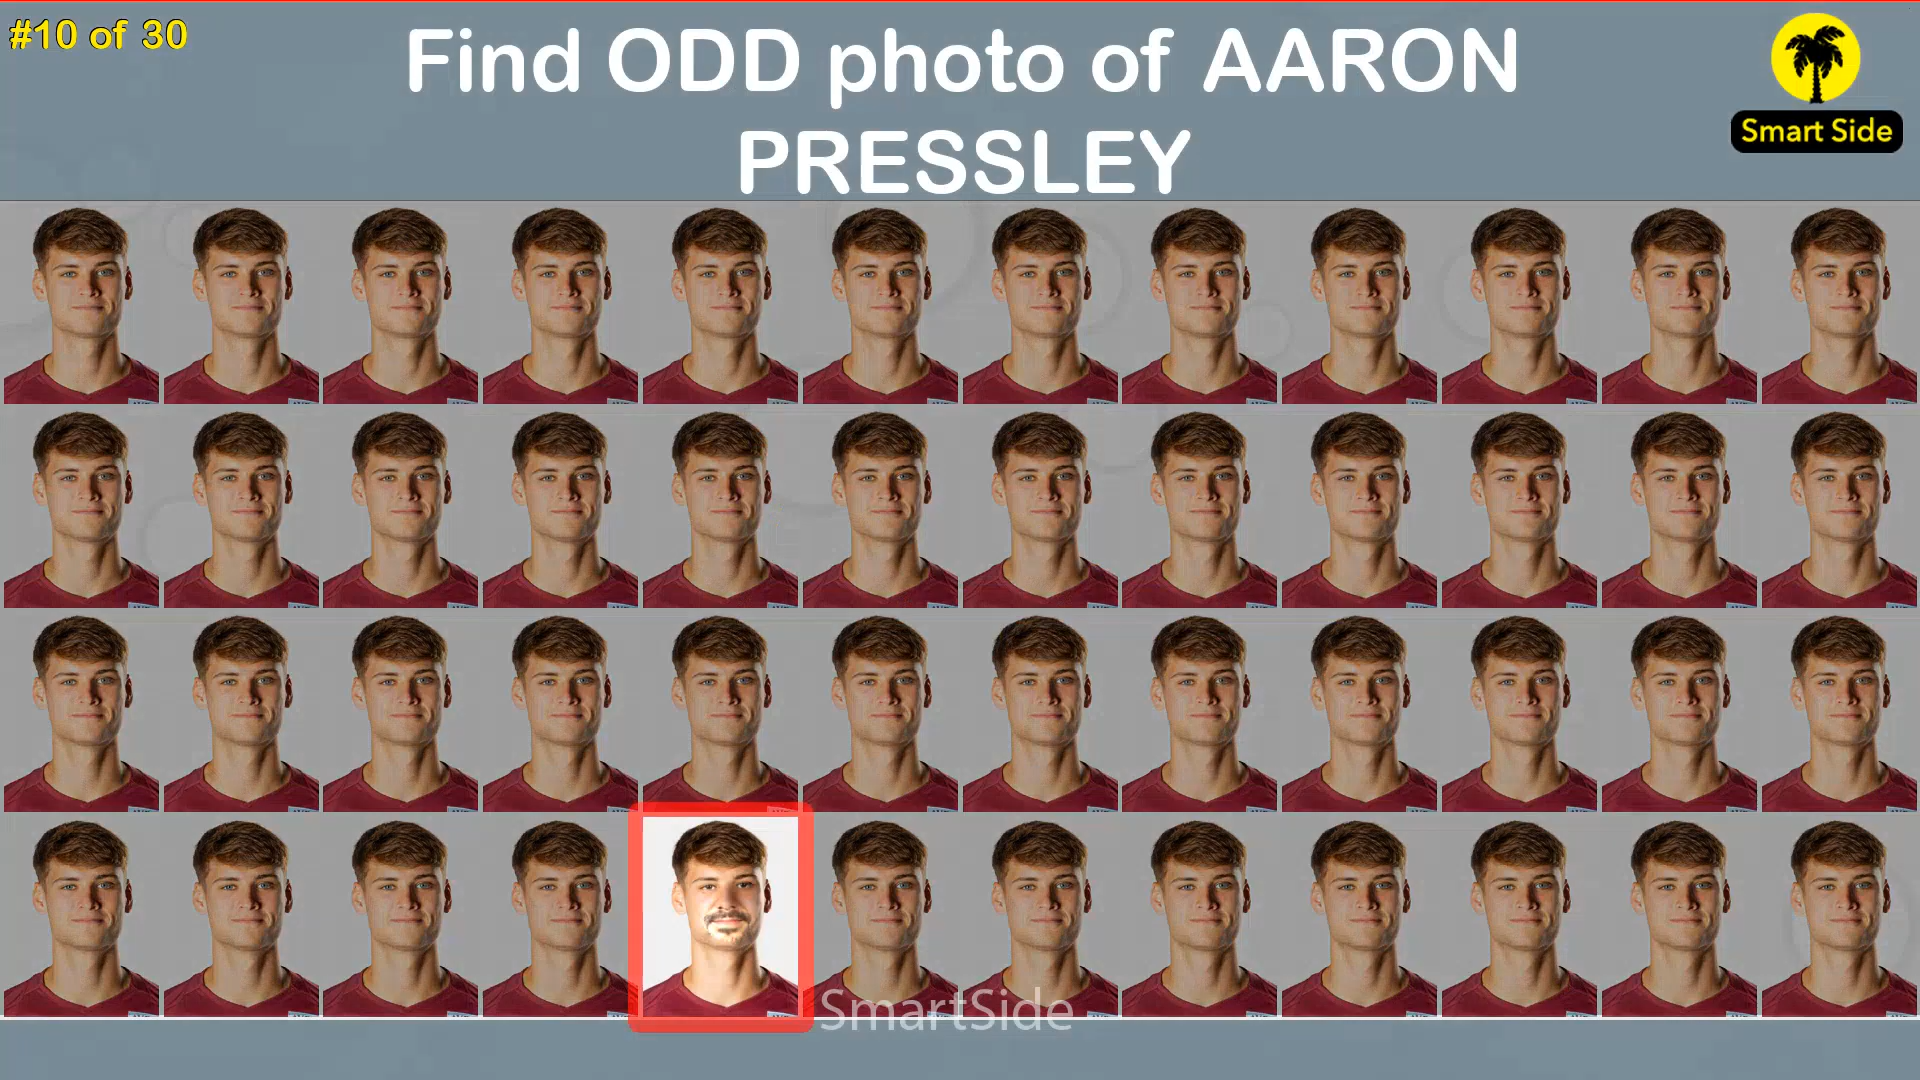 #10 of 30
Find ODD photo of AARON
PRESSLEY
Smart Side
SmartSide